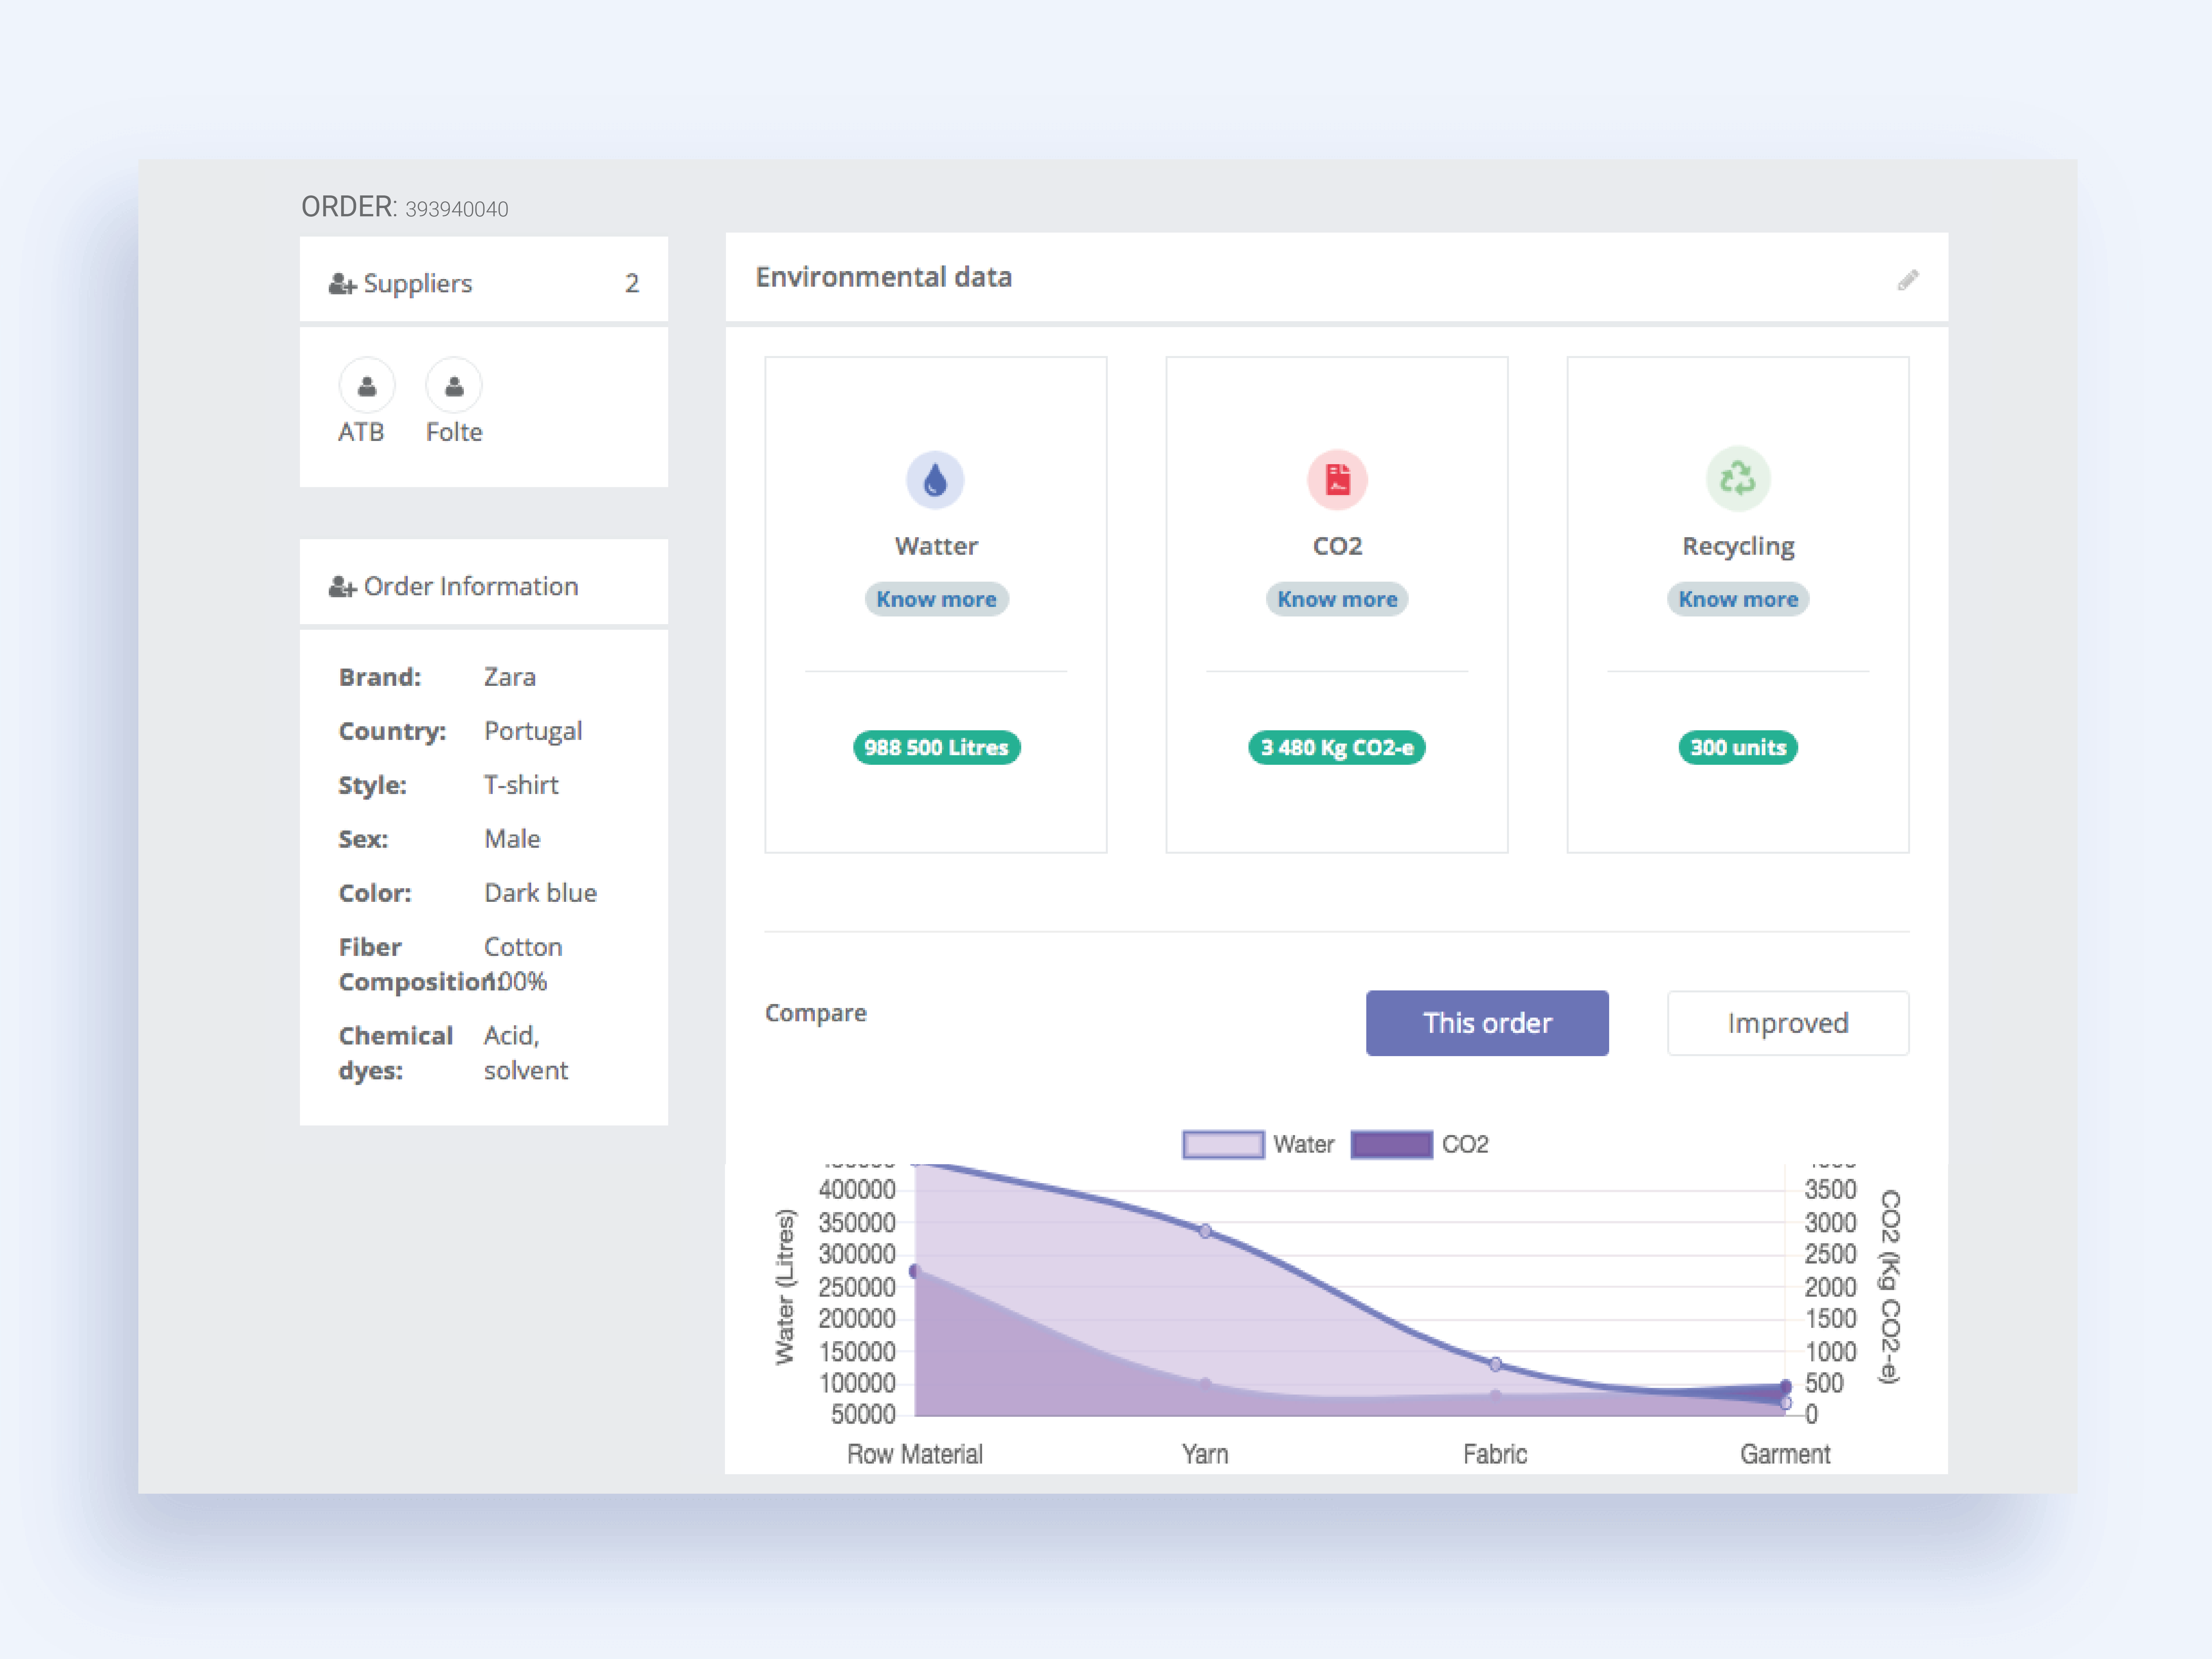 ORDER: 393940040
Suppliers 2
ATB Folte
Order Information
Brand: Zara
Country: Portugal
Style: T-shirt
Sex: Male
Color: Dark blue
Fiber Cotton
Composition: 100%
Chemical Acid,
dyes: solvent
Environmental data
Watter CO2 Recycling
Know more Know more Know more
988 500 Litres 3 480 Kg CO2-e 300 units
Compare This order Improved
Water CO2
Water (Litres)
400000
350000
300000
250000
200000
150000
100000
50000
3500
3000
2500
2000
1500
1000
500
0
CO2 (Kg CO2-e)
Row Material Yarn Fabric Garment